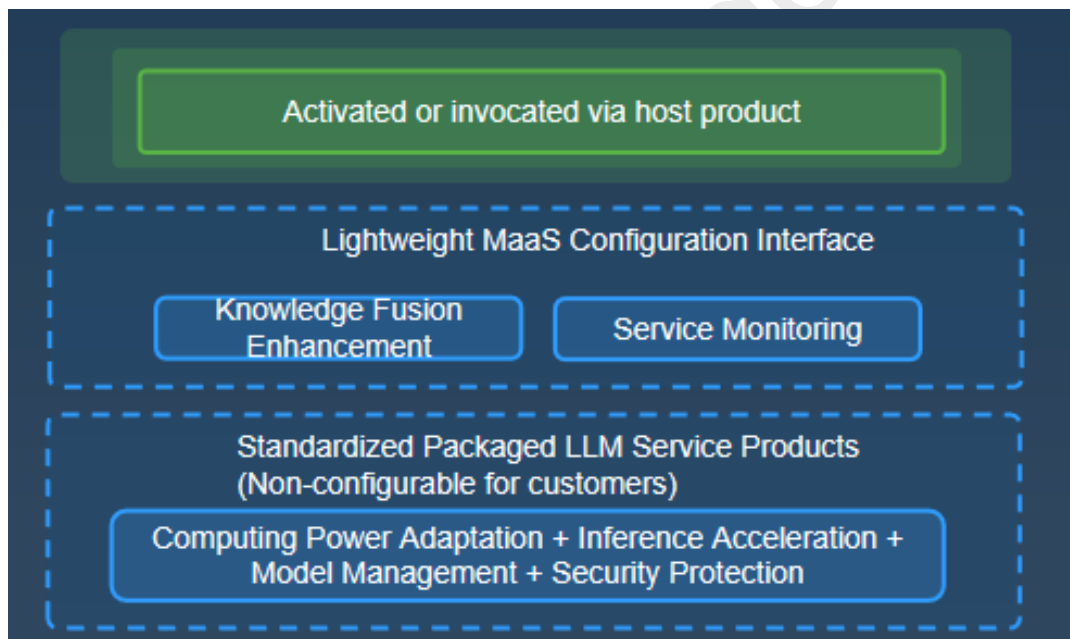 Activated or invocated via host product
Lightweight MaaS Configuration Interface
Knowledge Fusion
Enhancement
Service Monitoring
Standardized Packaged LLM Service Products
(Non-configurable for customers)
Computing Power Adaptation + Inference Acceleration +
Model Management + Security Protection